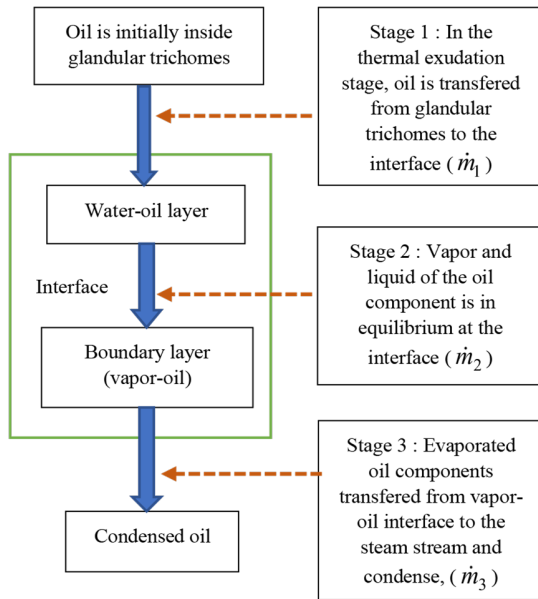 Oil is initially inside
glandular trichomes
Stage 1 : In the
thermal exudation
stage, oil is transfered
from glandular
trichomes to the
interface ( ṁ₁ )
Water-oil layer
Interface
Stage 2 : Vapor and
liquid of the oil
component is in
equilibrium at the
interface ( ṁ₂ )
Boundary layer
(vapor-oil)
Stage 3 : Evaporated
oil components
transfered from vapor-
oil interface to the
steam stream and
condense, ( ṁ₃ )
Condensed oil